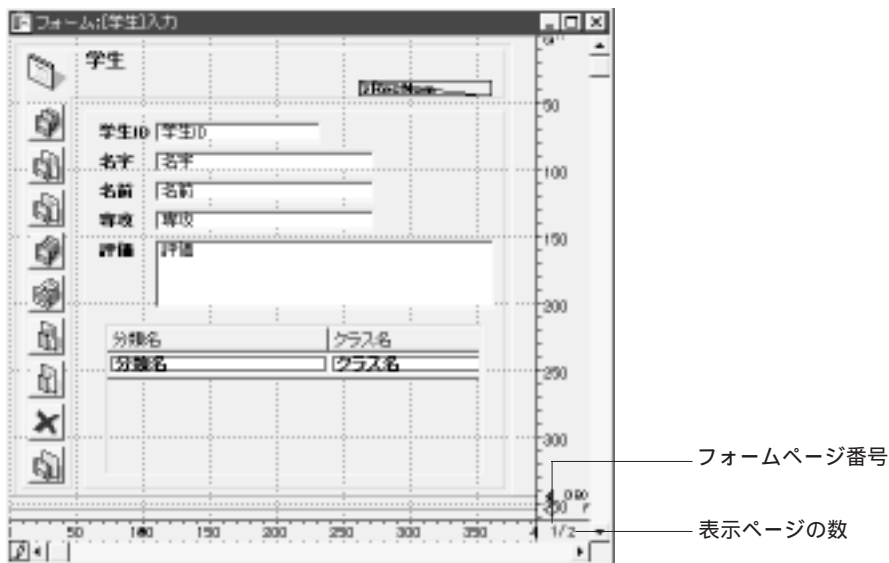 フォーム:[学生]入力
学生
50
学生ID 学生ID
名字 名字
100
名前 名前
専攻 専攻
150
評価 評価
200
分類名 クラス名
分類名 クラス名
250
300
フォームページ番号
50 100 150 200 250 300 350 4 1/2
表示ページの数